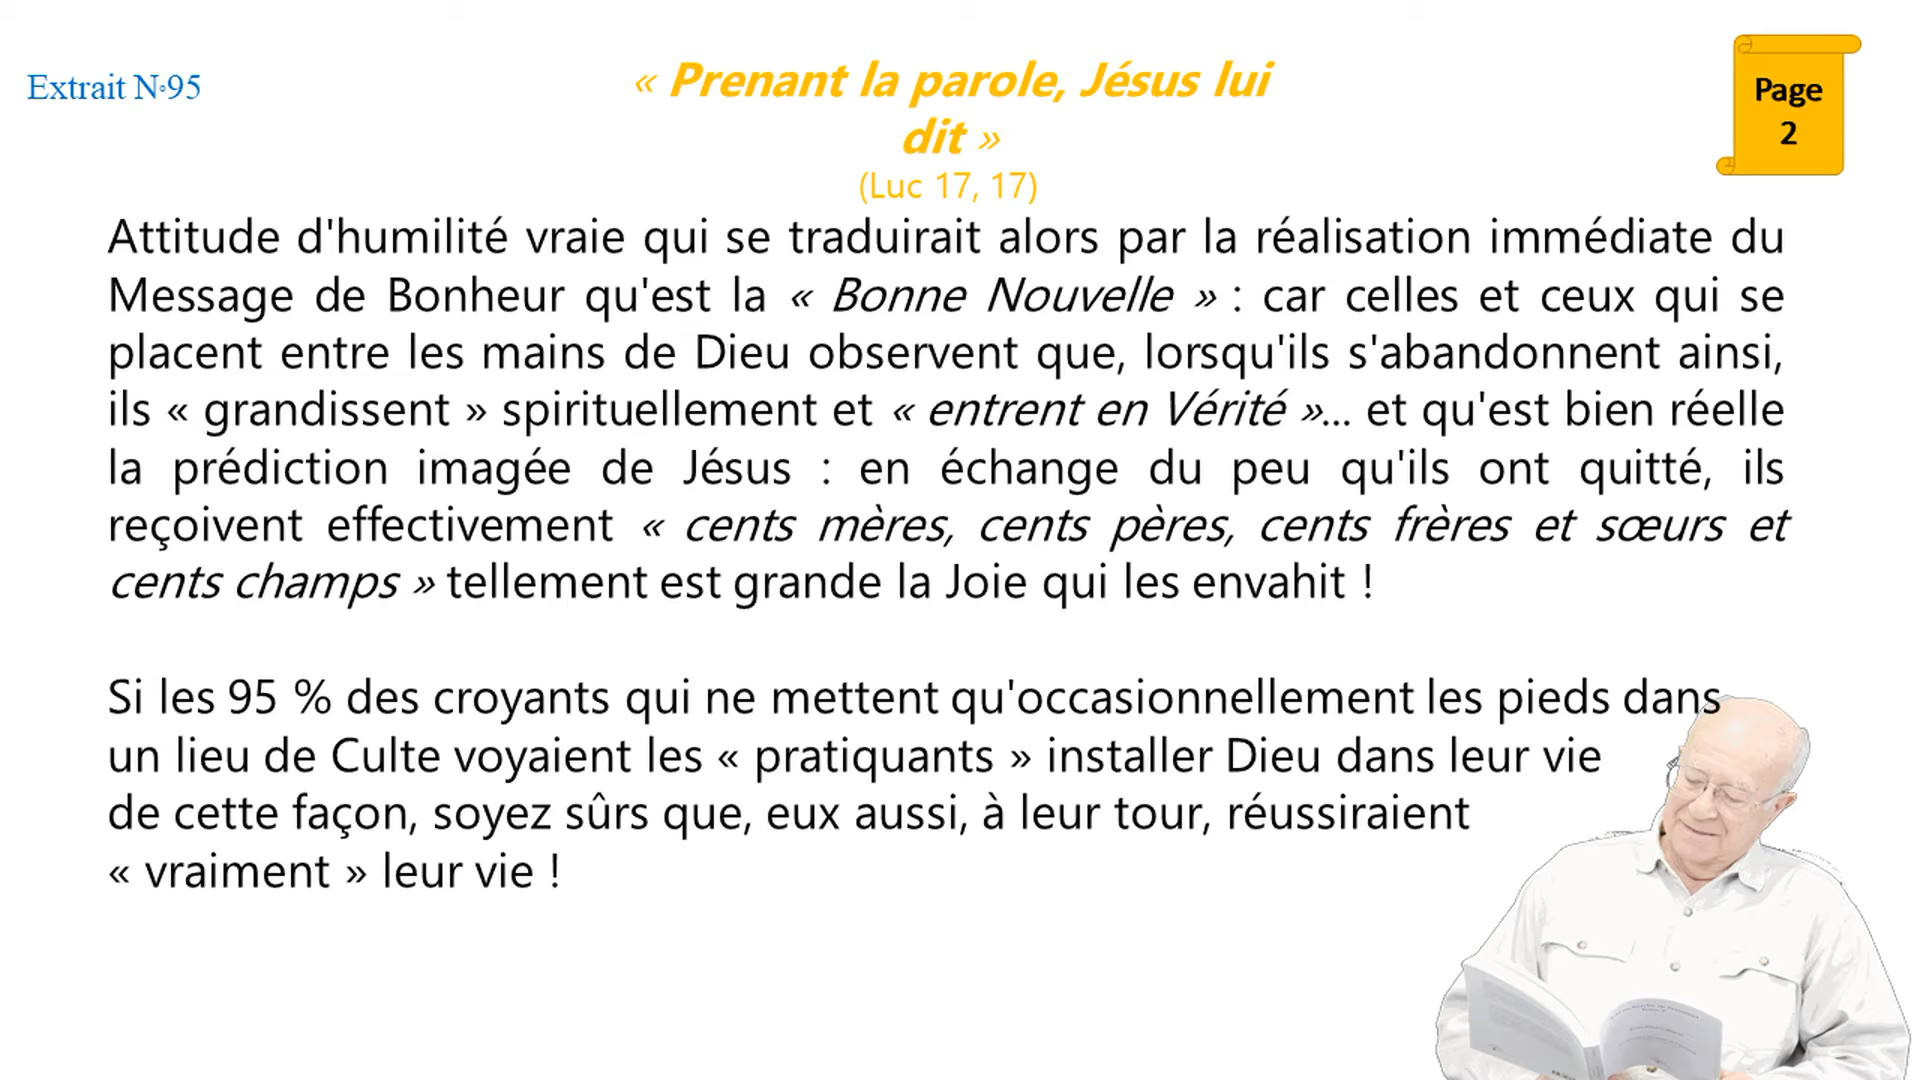 Extrait N°95
« Prenant la parole, Jésus lui
dit »
(Luc 17, 17)
Page
2
Attitude d'humilité vraie qui se traduirait alors par la réalisation immédiate du
Message de Bonheur qu'est la « Bonne Nouvelle » : car celles et ceux qui se
placent entre les mains de Dieu observent que, lorsqu'ils s'abandonnent ainsi,
ils « grandissent » spirituellement et « entrent en Vérité »... et qu'est bien réelle
la prédiction imagée de Jésus : en échange du peu qu'ils ont quitté, ils
reçoivent effectivement « cents mères, cents pères, cents frères et sœurs et
cents champs » tellement est grande la Joie qui les envahit !
Si les 95 % des croyants qui ne mettent qu'occasionnellement les pieds dans
un lieu de Culte voyaient les « pratiquants » installer Dieu dans leur vie
de cette façon, soyez sûrs que, eux aussi, à leur tour, réussiraient
« vraiment » leur vie !